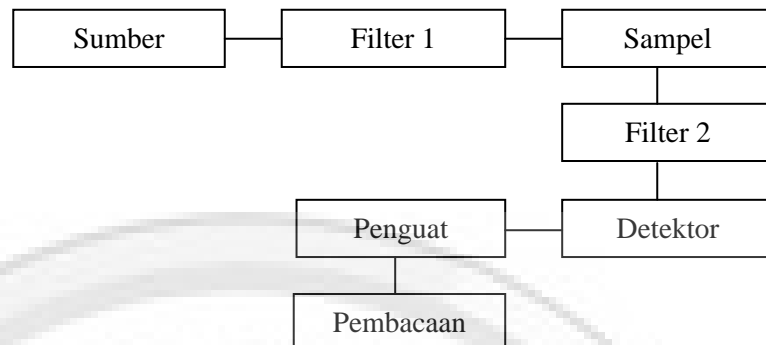 Sumber
Filter 1
Sampel
Filter 2
Detektor
Penguat
Pembacaan